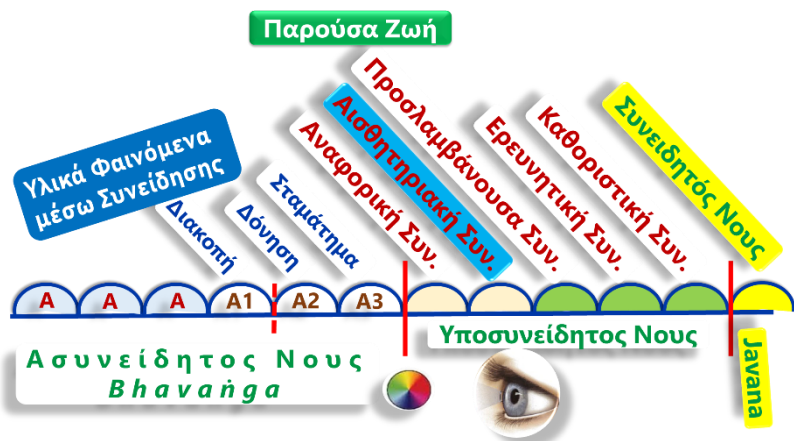 Παρούσα Ζωή
Υλικά Φαινόμενα
μέσω Συνείδησης
Διακοπή
Δόνηση
Σταμάτημα
Αναφορική Συν.
Αισθητηριακή Συν.
Προσλαμβάνουσα Συν.
Ερευνητική Συν.
Καθοριστική Συν.
Συνειδητός Νους
A A A A1 A2 A3
Ασυνείδητος Νους
Bhavaṅga
Υποσυνείδητος Νους
Javana